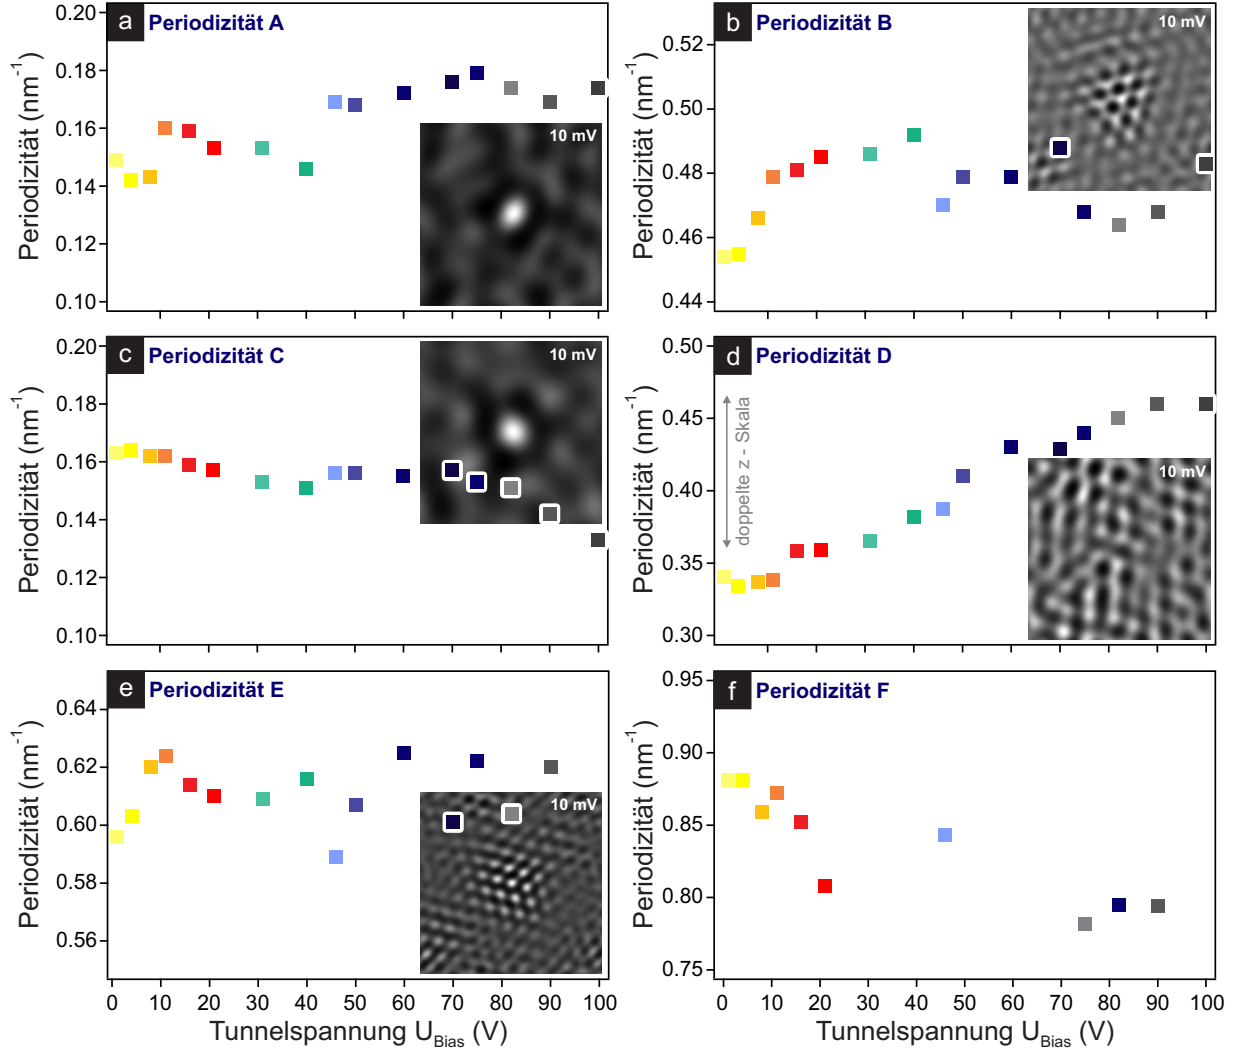 a Periodizität A
0.20
0.18
0.16
0.14
0.12
0.10
Periodizität (nm-1)
10 mV
b Periodizität B
0.52
0.50
0.48
0.46
0.44
Periodizität (nm-1)
10 mV
c Periodizität C
0.20
0.18
0.16
0.14
0.12
0.10
Periodizität (nm-1)
10 mV
d Periodizität D
0.50
0.45
0.40
0.35
0.30
Periodizität (nm-1)
doppelte z - Skala
10 mV
e Periodizität E
0.64
0.62
0.60
0.58
0.56
Periodizität (nm-1)
10 mV
0 10 20 30 40 50 60 70 80 90 100
Tunnelspannung UBias (V)
f Periodizität F
0.95
0.90
0.85
0.80
0.75
Periodizität (nm-1)
0 10 20 30 40 50 60 70 80 90 100
Tunnelspannung UBias (V)